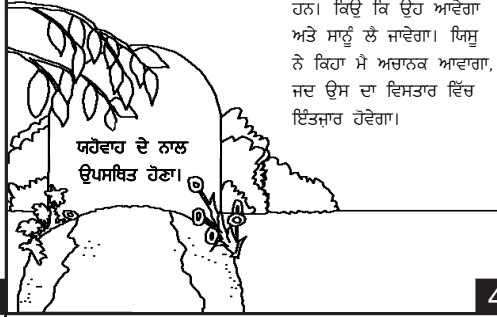 ਹਨ। ਕਿਉ ਕਿ ਉਹ ਆਵੇਗਾ
ਅਤੇ ਸਾਨੂੰ ਲੈ ਜਾਵੇਗਾ। ਯਿਸੂ
ਨੇ ਕਿਹਾ ਮੈ ਅਚਾਨਕ ਆਵਾਗਾ,
ਜਦ ਉਸ ਦਾ ਵਿਸਤਾਰ ਵਿੱਚ
ਇੰਤਜ਼ਾਰ ਹੋਵੇਗਾ।
ਯਹੋਵਾਹ ਦੇ ਨਾਲ
ਉਪਸਥਿਤ ਹੋਣਾ।
4